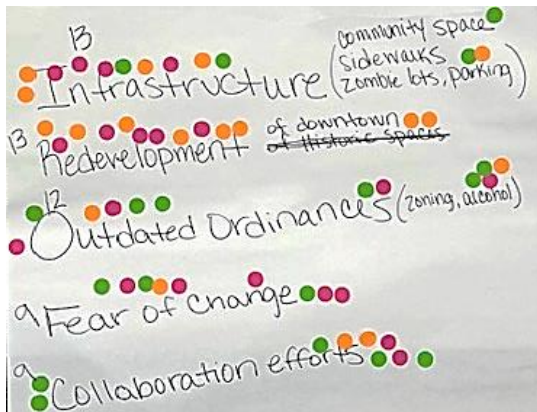 13
Infrastructure (community space
sidewalks
zombie lots, parking)
13 Redevelopment of downtown
of Historic Spaces
12
Outdated Ordinances (zoning, alcohol)
9 Fear of Change
9
Collaboration efforts